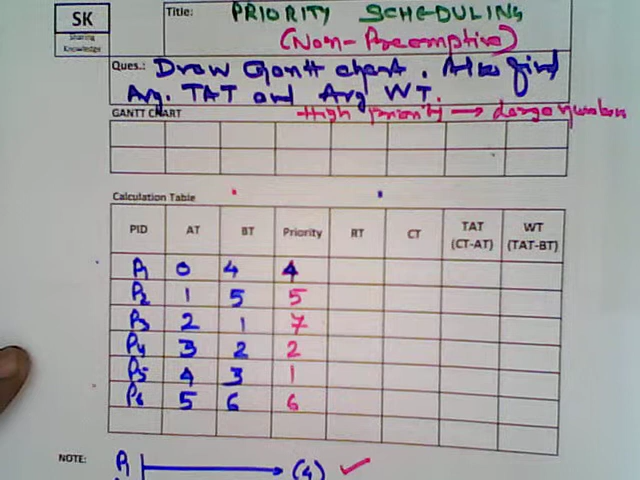 SK
Sharing
Knowledge
Title: PRIORITY SCHEDULING
(Non-Preemptive)
Ques.: Draw Gantt chart. Also find
Avg. TAT and Avg WT.
High priority → Large numbers
GANTT CHART
Calculation Table
PID AT BT Priority RT CT TAT (CT-AT) WT (TAT-BT)
P1 0 4 4
P2 1 5 5
P3 2 1 7
P4 3 2 2
P5 4 3 1
P6 5 6 6
NOTE:
P1 (4) ✓